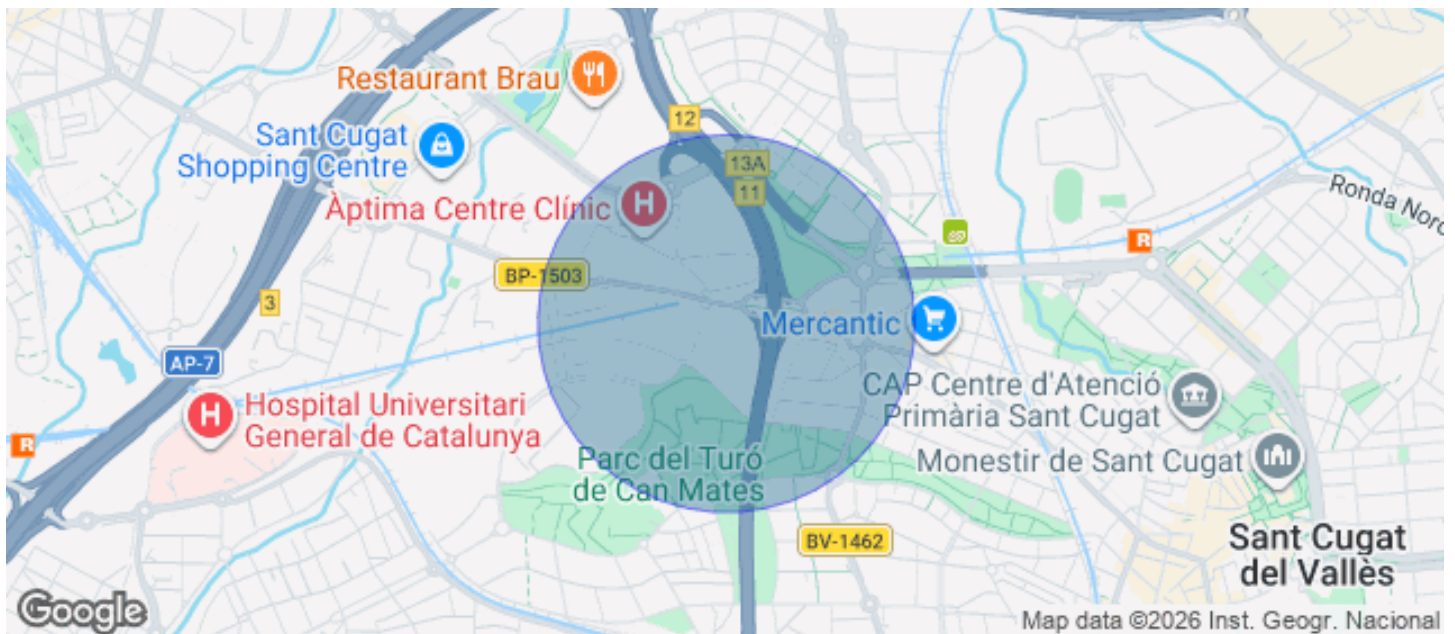 Restaurant Brau
12
Sant Cugat
Shopping Centre
13A
11
Àptima Centre Clínic
H
Ronda Nord
R
BP-1503
3
Mercantic
AP-7
CAP Centre d'Atenció
Primària Sant Cugat
H
Hospital Universitari
General de Catalunya
R
Parc del Turó
de Can Mates
Monestir de Sant Cugat
BV-1462
Sant Cugat
del Vallès
Google
Map data ©2026 Inst. Geogr. Nacional